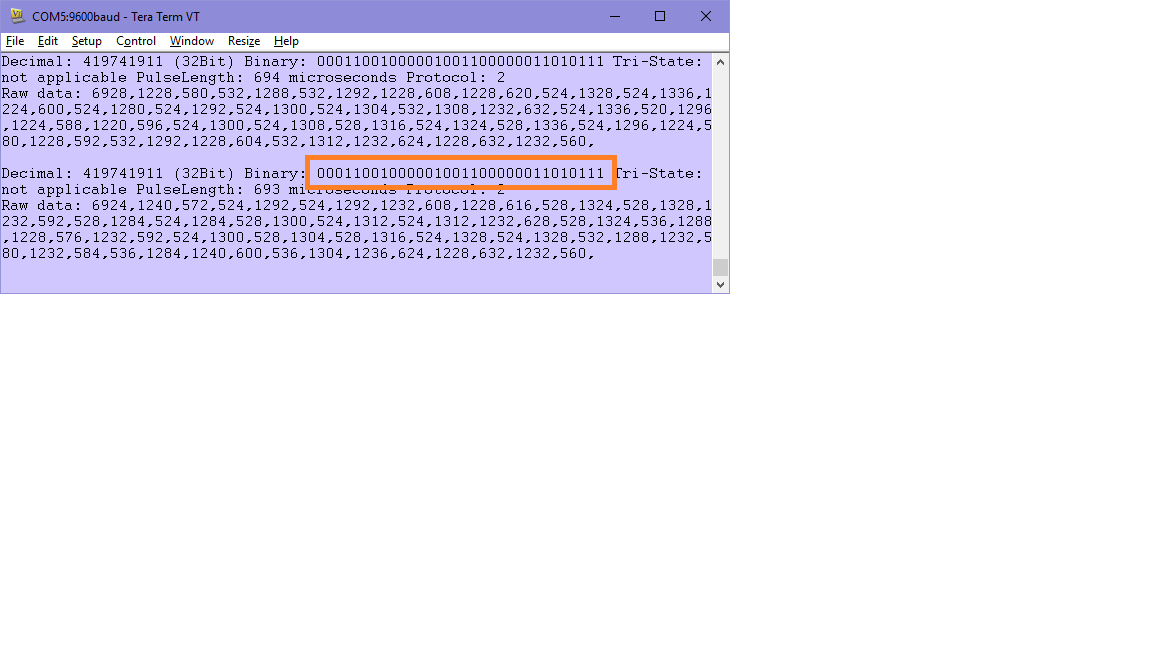 COM5:9600baud - Tera Term VT
File Edit Setup Control Window Resize Help
Decimal: 419741911 (32Bit) Binary: 00011001000001001100000011010111 Tri-State:
not applicable PulseLength: 694 microseconds Protocol: 2
Raw data: 6928,1228,580,532,1288,532,1292,1228,608,1228,620,524,1328,524,1336,1
224,600,524,1280,524,1292,524,1300,524,1304,532,1308,1232,632,524,1336,520,1296
,1224,588,1220,596,524,1300,524,1308,528,1316,524,1324,528,1336,524,1296,1224,5
80,1228,592,532,1292,1228,604,532,1312,1232,624,1228,632,1232,560,
Decimal: 419741911 (32Bit) Binary: 00011001000001001100000011010111 Tri-State:
not applicable PulseLength: 693 microseconds Protocol: 2
Raw data: 6924,1240,572,524,1292,524,1292,1232,608,1228,616,528,1324,528,1328,1
232,592,528,1284,524,1284,528,1300,524,1312,524,1312,1232,628,528,1324,536,1288
,1228,576,1232,592,524,1300,528,1304,528,1316,524,1328,524,1328,532,1288,1232,5
80,1232,584,536,1284,1240,600,536,1304,1236,624,1228,632,1232,560,